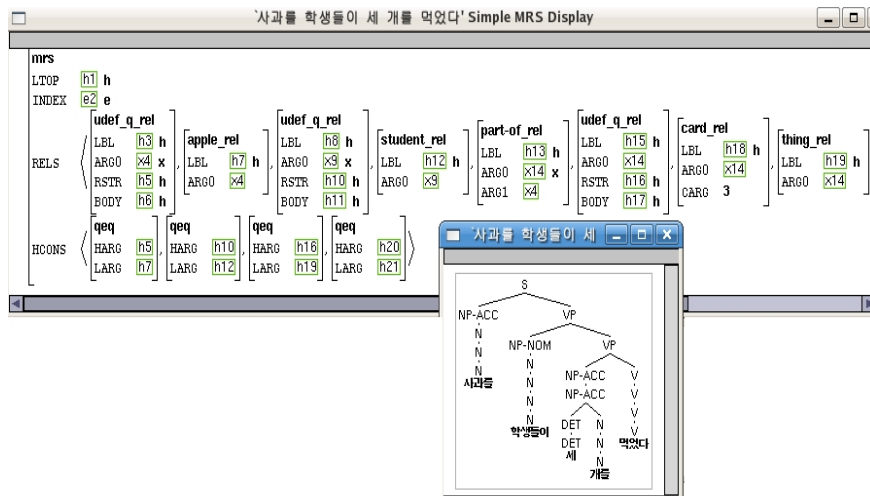 `사과를 학생들이 세 개를 먹었다' Simple MRS Display
mrs
LTOP h1 h
INDEX e2 e
RELS
udef_q_rel
LBL h3 h
ARG0 x4 x
RSTR h5 h
BODY h6 h
apple_rel
LBL h7 h
ARG0 x4
udef_q_rel
LBL h8 h
ARG0 x9 x
RSTR h10 h
BODY h11 h
student_rel
LBL h12 h
ARG0 x9
part-of_rel
LBL h13 h
ARG0 x14 x
ARG1 x4
udef_q_rel
LBL h15 h
ARG0 x14
RSTR h16 h
BODY h17 h
card_rel
LBL h18 h
ARG0 x14
CARG 3
thing_rel
LBL h19 h
ARG0 x14
HCONS
qeq
HARG h5
LARG h7
qeq
HARG h10
LARG h12
qeq
HARG h16
LARG h19
qeq
HARG h20
LARG h21
`사과를 학생들이 세
S
NP-ACC VP
N NP-NOM VP
N N NP-ACC V
N N NP-ACC V
사과를 N DET N V
N DET N V
학생들이 세 N 먹었다
개를